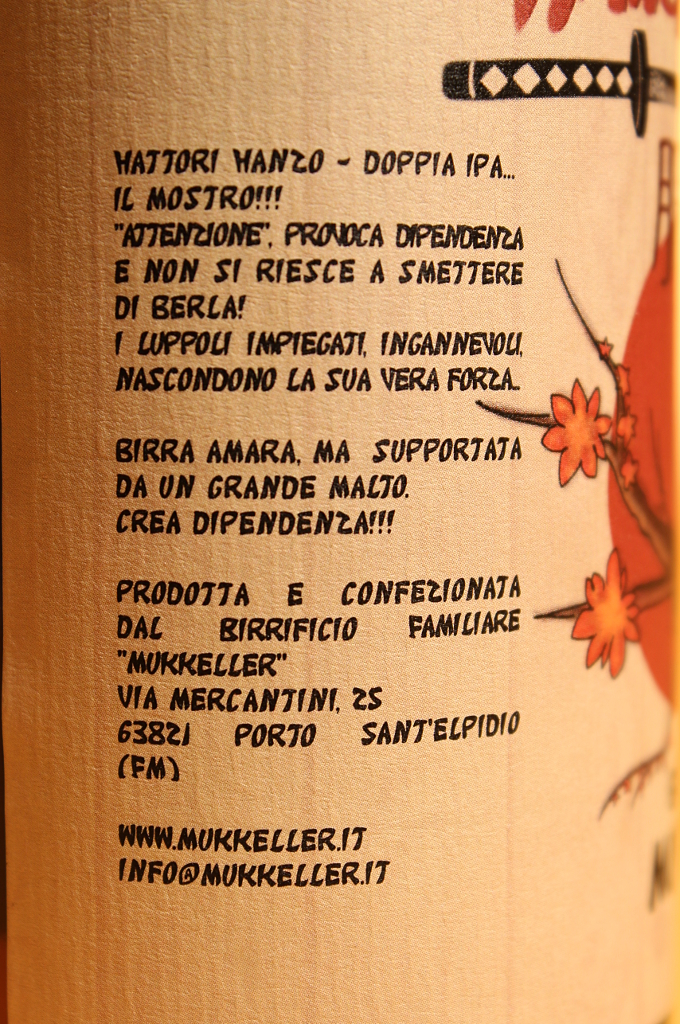 HATTORI HANZO - DOPPIA IPA...
IL MOSTRO!!!
"ATTENZIONE", PROVOCA DIPENDENZA
E NON SI RIESCE A SMETTERE
DI BERLA!
I LUPPOLI IMPIEGATI, INGANNEVOLI,
NASCONDONO LA SUA VERA FORZA..
BIRRA AMARA, MA SUPPORTATA
DA UN GRANDE MALTO.
CREA DIPENDENZA!!!
PRODOTTA E CONFEZIONATA
DAL BIRRIFICIO FAMILIARE
"MUKKELLER"
VIA MERCANTINI, 25
63821 PORTO SANT'ELPIDIO
(FM)
WWW.MUKKELLER.IT
INFO@MUKKELLER.IT